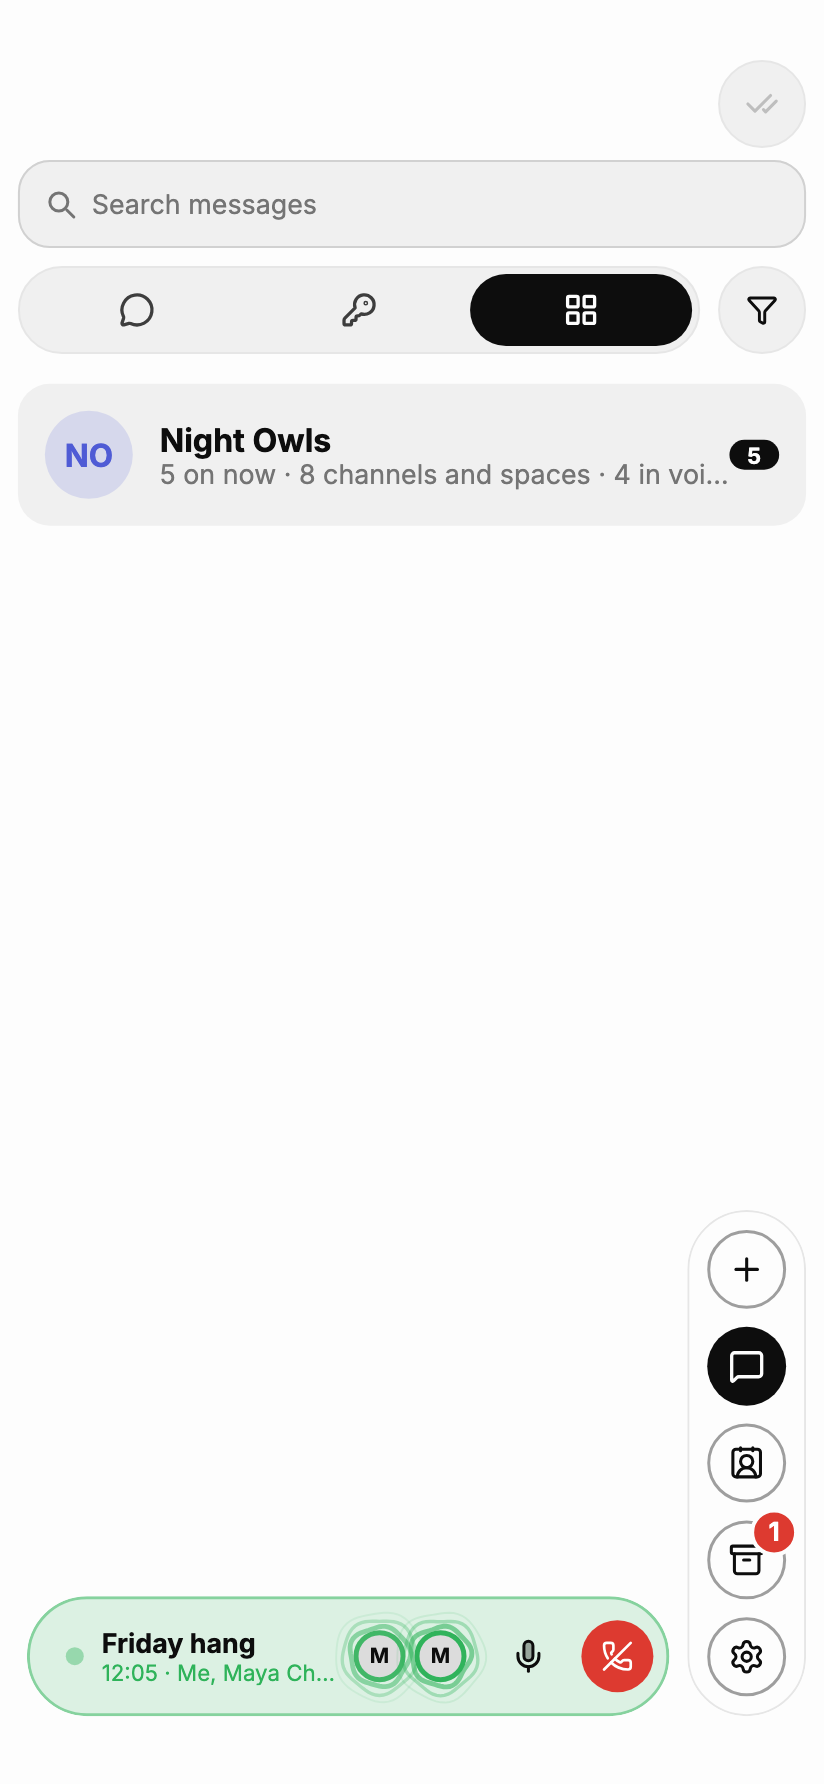 Search messages
NO
Night Owls
5 on now · 8 channels and spaces · 4 in voi...
5
1
Friday hang
12:05 · Me, Maya Ch...
M
M